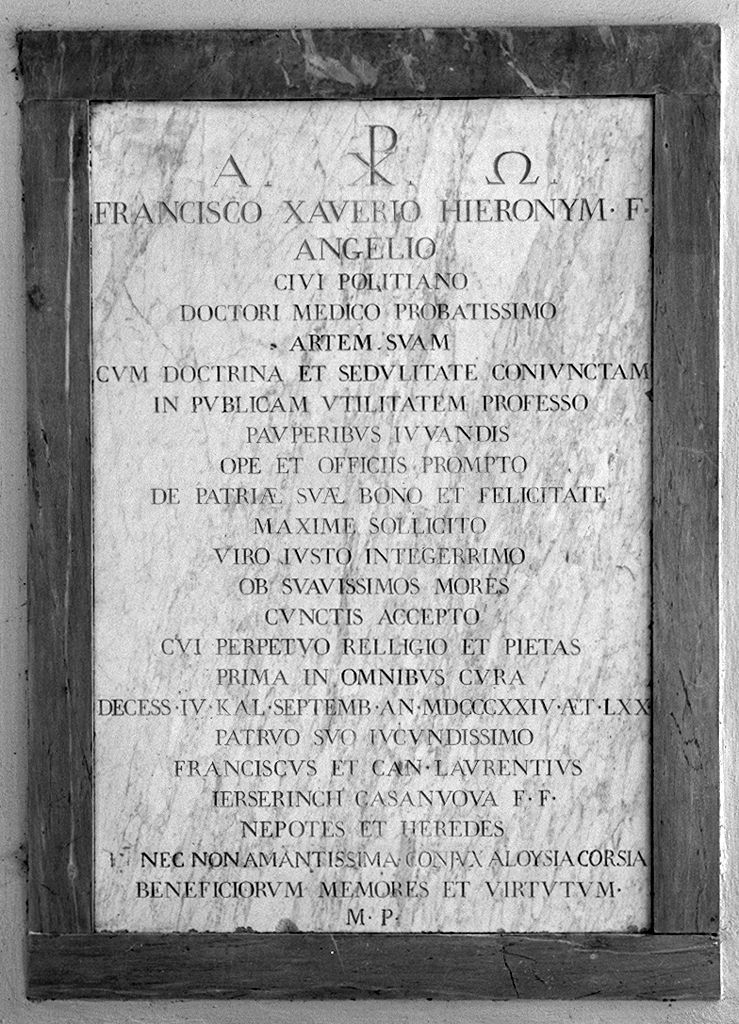 A. ☧. Ω.
FRANCISCO XAVERIO HIERONYM· F·
ANGELIO
CIVI POLITIANO
DOCTORI MEDICO PROBATISSIMO
ARTEM SVAM
CVM DOCTRINA ET SEDVLITATE CONIVNCTAM
IN PVBLICAM VTILITATEM PROFESSO
PAVPERIBVS IVVANDIS
OPE ET OFFICIIS PROMPTO
DE PATRIÆ SVÆ BONO ET FELICITATE
MAXIME SOLLICITO
VIRO IVSTO INTEGERRIMO
OB SVAVISSIMOS MORES
CVNCTIS ACCEPTO
CVI PERPETVO RELLIGIO ET PIETAS
PRIMA IN OMNIBVS CVRA
DECESS·IV·KAL·SEPTEMB·AN·MDCCCXXIV·ÆT·LXX
PATRVO SVO IVCVNDISSIMO
FRANCISCVS ET CAN·LAVRENTIVS
IERSERINCH CASANVOVA F·F·
NEPOTES ET HEREDES
NEC NON AMANTISSIMA CONJVX ALOYSIA CORSIA
BENEFICIORVM MEMORES ET VIRTVTVM·
M·P·